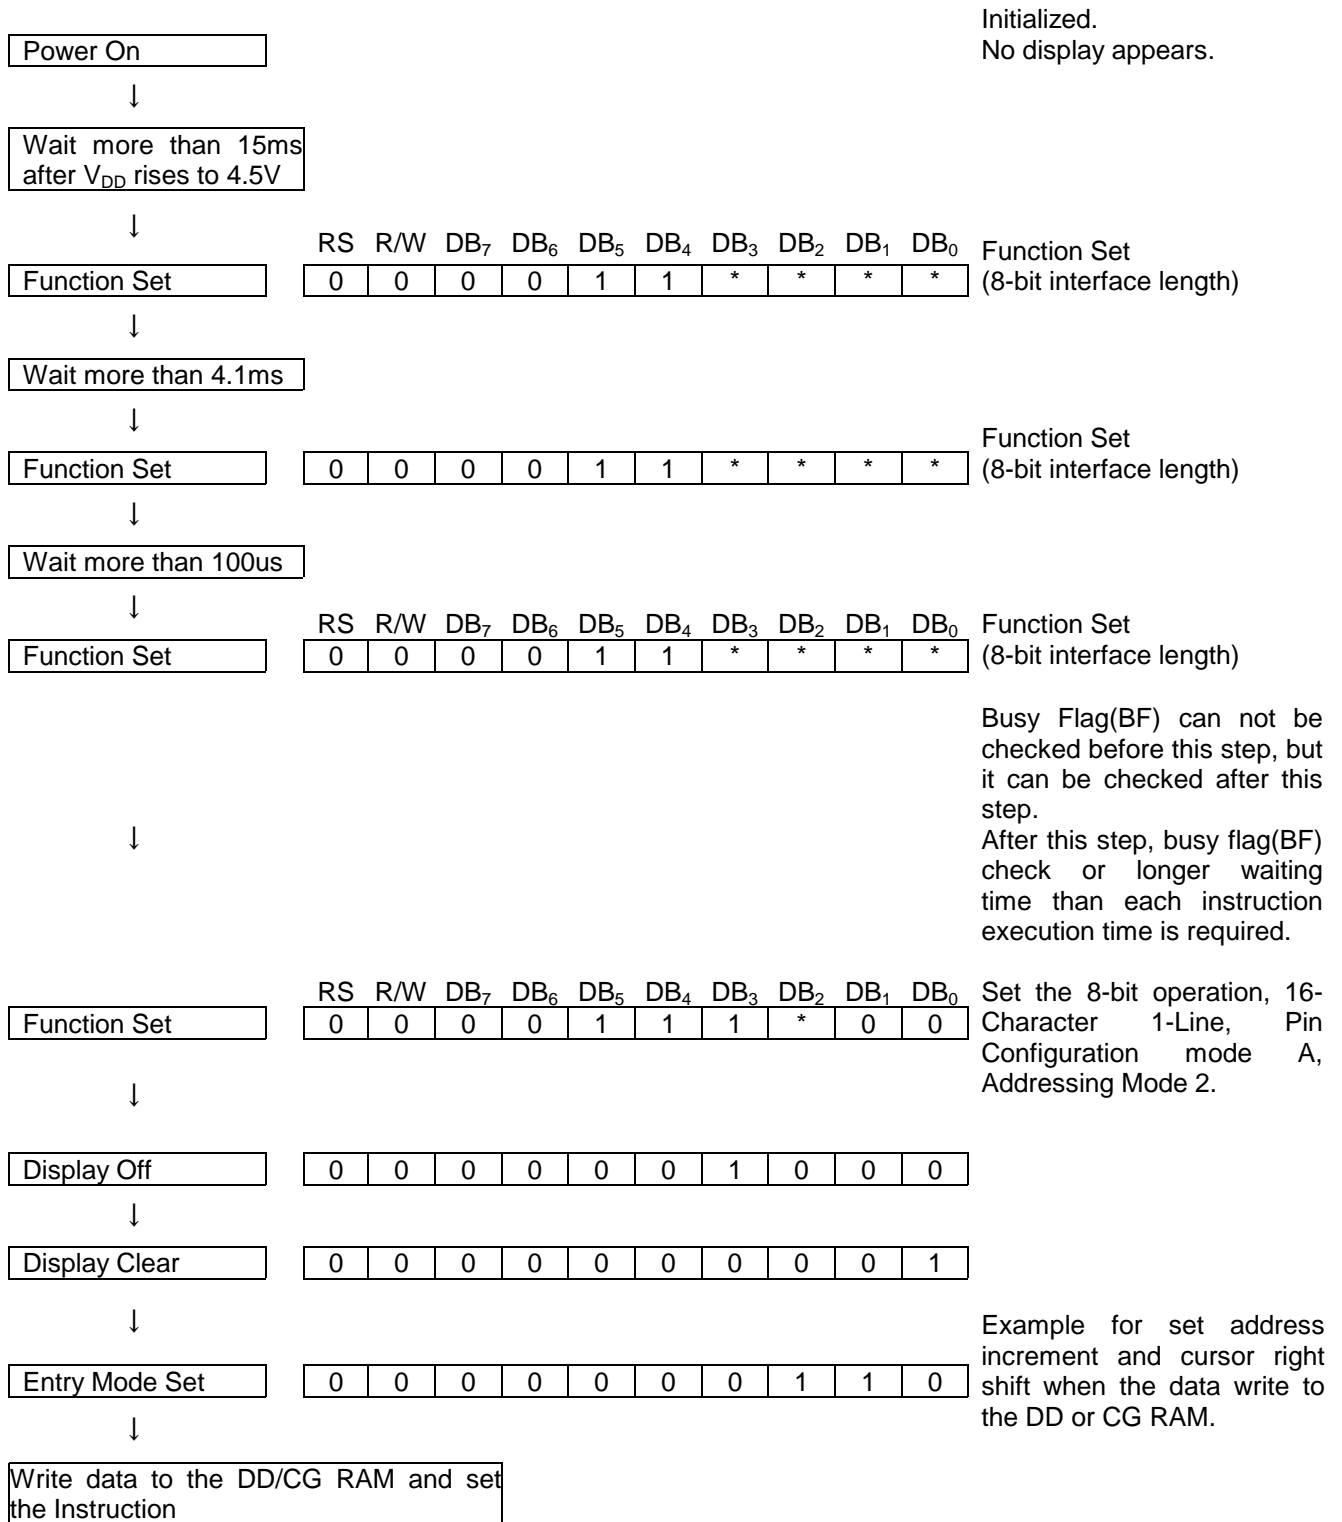 Initialized.
Power On
No display appears.
↓
Wait more than 15ms
after VDD rises to 4.5V
↓
RS R/W DB7 DB6 DB5 DB4 DB3 DB2 DB1 DB0
Function Set
Function Set 0 0 0 0 1 1 * * * *
(8-bit interface length)
↓
Wait more than 4.1ms
↓
Function Set
Function Set 0 0 0 0 1 1 * * * *
(8-bit interface length)
↓
Wait more than 100us
↓
RS R/W DB7 DB6 DB5 DB4 DB3 DB2 DB1 DB0
Function Set
Function Set 0 0 0 0 1 1 * * * *
(8-bit interface length)
Busy Flag(BF) can not be
checked before this step, but
it can be checked after this
step.
↓
After this step, busy flag(BF)
check or longer waiting
time than each instruction
execution time is required.
RS R/W DB7 DB6 DB5 DB4 DB3 DB2 DB1 DB0
Function Set 0 0 0 0 1 1 1 * 0 0
Set the 8-bit operation, 16-
Character 1-Line, Pin
Configuration mode A,
Addressing Mode 2.
↓
Display Off 0 0 0 0 0 0 1 0 0 0
↓
Display Clear 0 0 0 0 0 0 0 0 0 1
↓
Entry Mode Set 0 0 0 0 0 0 0 1 1 0
Example for set address
increment and cursor right
shift when the data write to
the DD or CG RAM.
↓
Write data to the DD/CG RAM and set
the Instruction